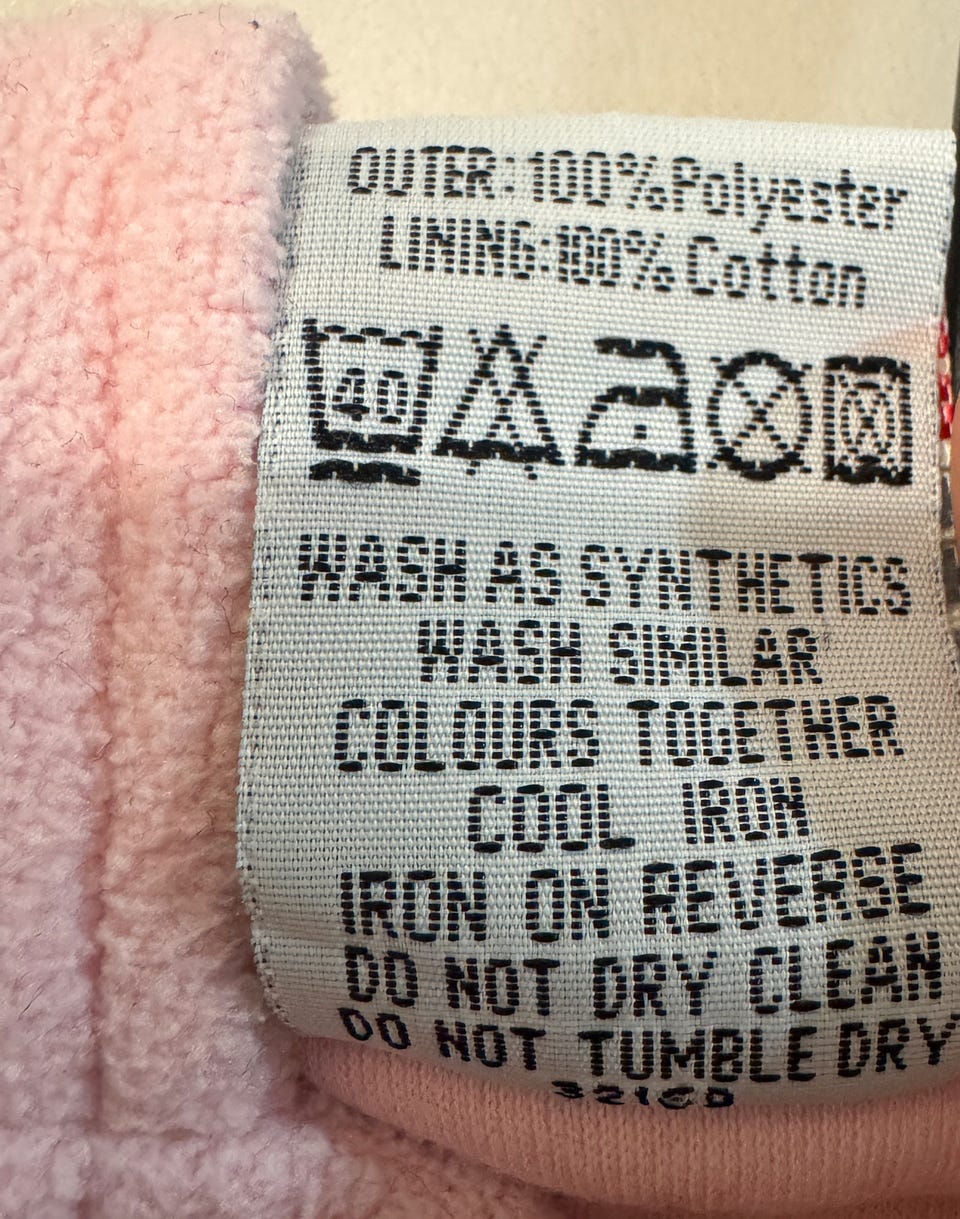 OUTER:100%Polyester
LINING:100%Cotton
40
WASH AS SYNTHETICS
WASH SIMILAR
COLOURS TOGETHER
COOL IRON
IRON ON REVERSE
DO NOT DRY CLEAN
DO NOT TUMBLE DRY